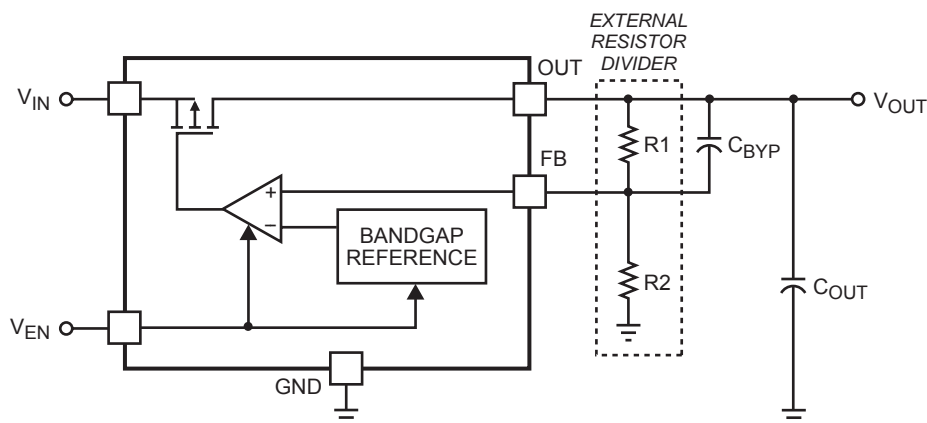 EXTERNAL
RESISTOR
DIVIDER
OUT
VIN
VOUT
R1
CBYP
FB
+
–
BANDGAP
REFERENCE
R2
COUT
VEN
GND